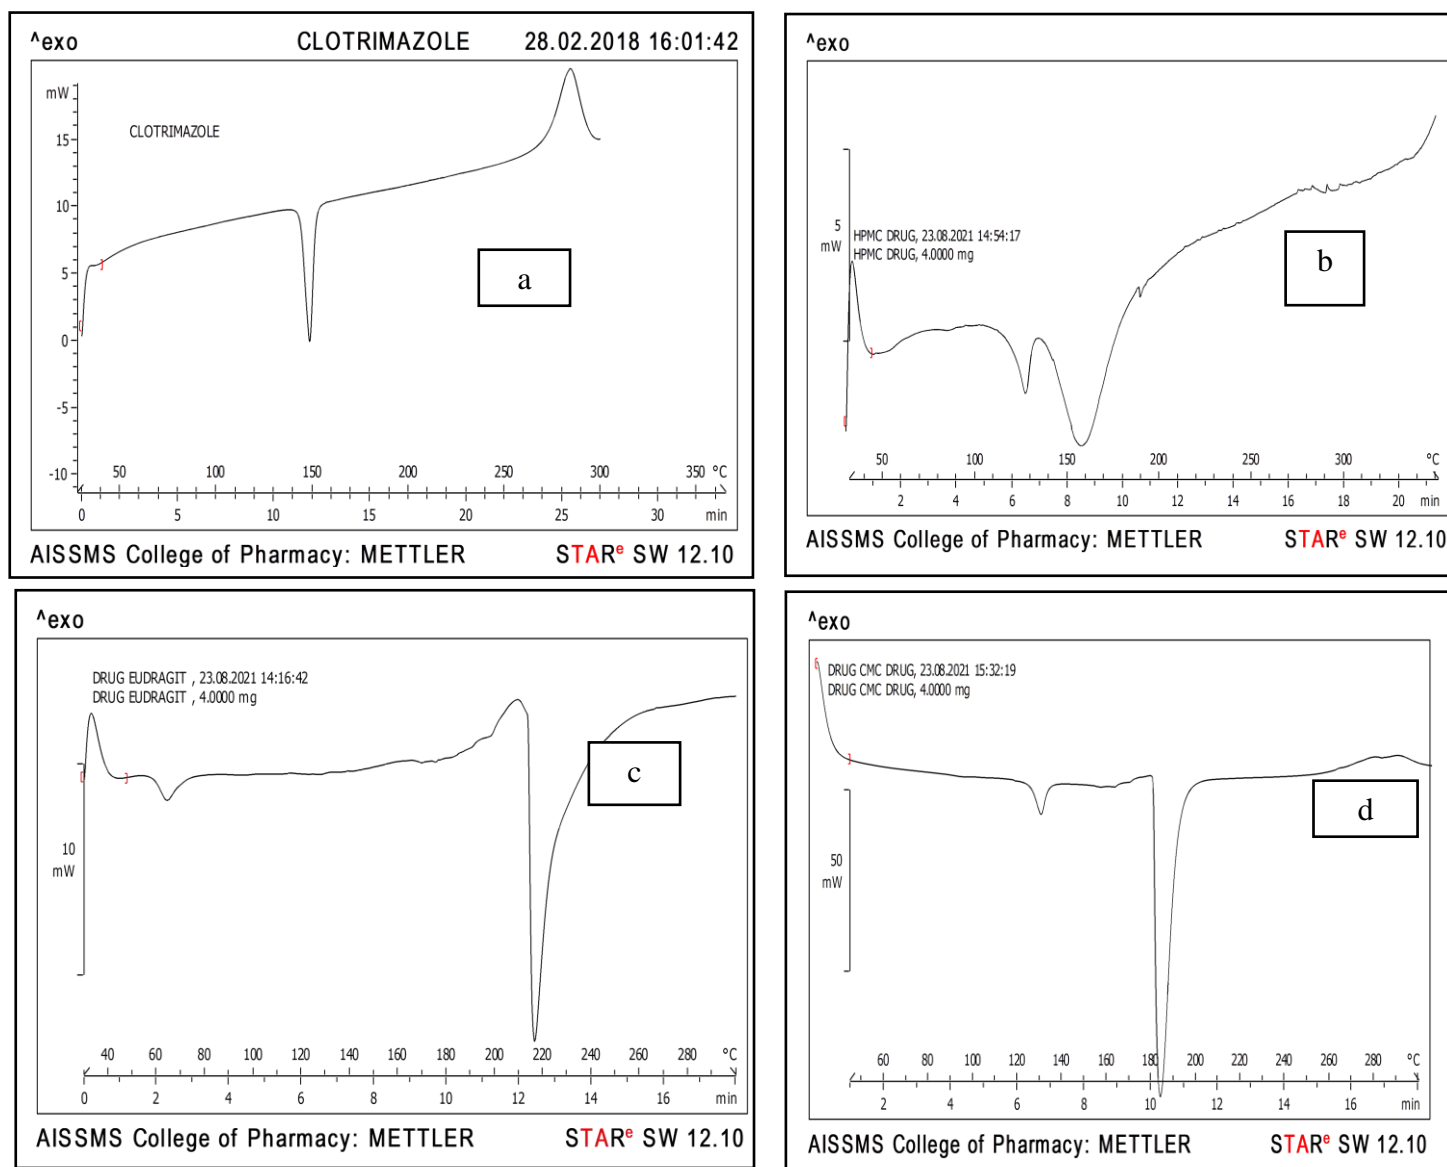 ^exo CLOTRIMAZOLE 28.02.2018 16:01:42
mW
CLOTRIMAZOLE
15
10
5
0
-5
-10
a
50 100 150 200 250 300 350 °C
0 5 10 15 20 25 30 min
AISSMS College of Pharmacy: METTLER STARe SW 12.10
^exo
5
mW
HPMC DRUG, 23.08.2021 14:54:17
HPMC DRUG, 4.0000 mg
b
50 100 150 200 250 300 °C
2 4 6 8 10 12 14 16 18 20 min
AISSMS College of Pharmacy: METTLER STARe SW 12.10
^exo
DRUG EUDRAGIT , 23.08.2021 14:16:42
DRUG EUDRAGIT , 4.0000 mg
c
10
mW
40 60 80 100 120 140 160 180 200 220 240 260 280 °C
0 2 4 6 8 10 12 14 16 min
AISSMS College of Pharmacy: METTLER STARe SW 12.10
^exo
DRUG CMC DRUG, 23.08.2021 15:32:19
DRUG CMC DRUG, 4.0000 mg
d
50
mW
60 80 100 120 140 160 180 200 220 240 260 280 °C
2 4 6 8 10 12 14 16 min
AISSMS College of Pharmacy: METTLER STARe SW 12.10